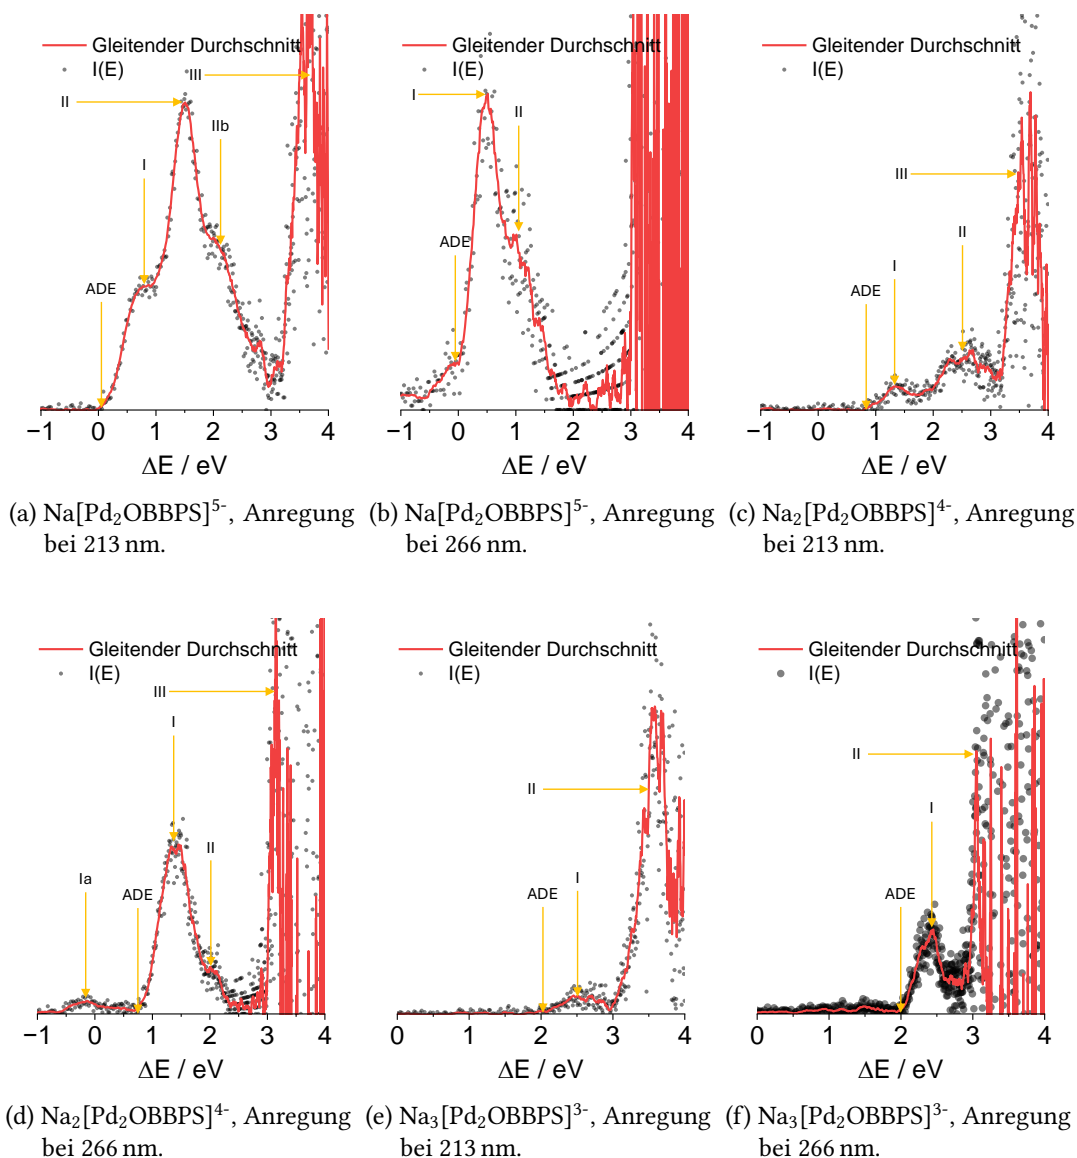 Gleitender Durchschnitt
I(E)
III
II
IIb
I
ADE
−1 0 1 2 3 4
ΔE / eV
(a) Na[Pd₂OBBPS]⁵⁻, Anregung
bei 213 nm.
Gleitender Durchschnitt
I(E)
I
II
ADE
−1 0 1 2 3 4
ΔE / eV
(b) Na[Pd₂OBBPS]⁵⁻, Anregung
bei 266 nm.
Gleitender Durchschnitt
I(E)
III
II
I
ADE
−1 0 1 2 3 4
ΔE / eV
(c) Na₂[Pd₂OBBPS]⁴⁻, Anregung
bei 213 nm.
Gleitender Durchschnitt
I(E)
III
I
II
Ia
ADE
−1 0 1 2 3 4
ΔE / eV
(d) Na₂[Pd₂OBBPS]⁴⁻, Anregung
bei 266 nm.
Gleitender Durchschnitt
I(E)
II
I
ADE
0 1 2 3 4
ΔE / eV
(e) Na₃[Pd₂OBBPS]³⁻, Anregung
bei 213 nm.
Gleitender Durchschnitt
I(E)
II
I
ADE
0 1 2 3 4
ΔE / eV
(f) Na₃[Pd₂OBBPS]³⁻, Anregung
bei 266 nm.